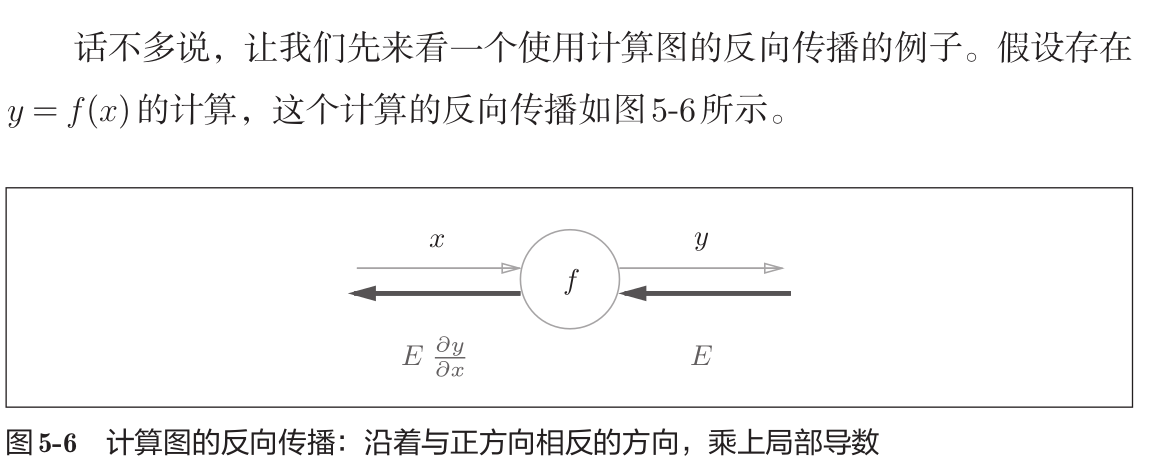 话不多说，让我们先来看一个使用计算图的反向传播的例子。假设存在
y = f(x)的计算，这个计算的反向传播如图5-6所示。
x y
f
E ∂y/∂x E
图5-6 计算图的反向传播：沿着与正方向相反的方向，乘上局部导数